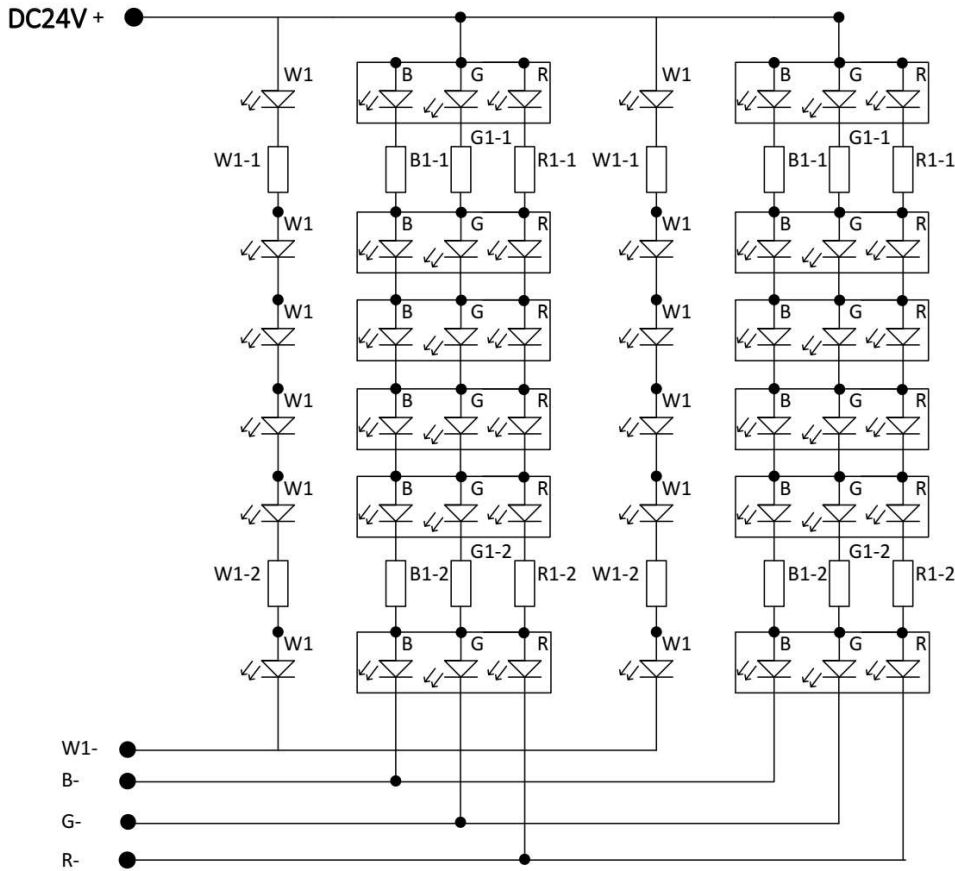 DC24V +
W1 B G R W1 B G R
G1-1 G1-1
W1-1 B1-1 R1-1 W1-1 B1-1 R1-1
W1 B G R W1 B G R
W1 B G R W1 B G R
W1 B G R W1 B G R
W1 B G R W1 B G R
G1-2 G1-2
W1-2 B1-2 R1-2 W1-2 B1-2 R1-2
W1 B G R W1 B G R
W1-
B-
G-
R-